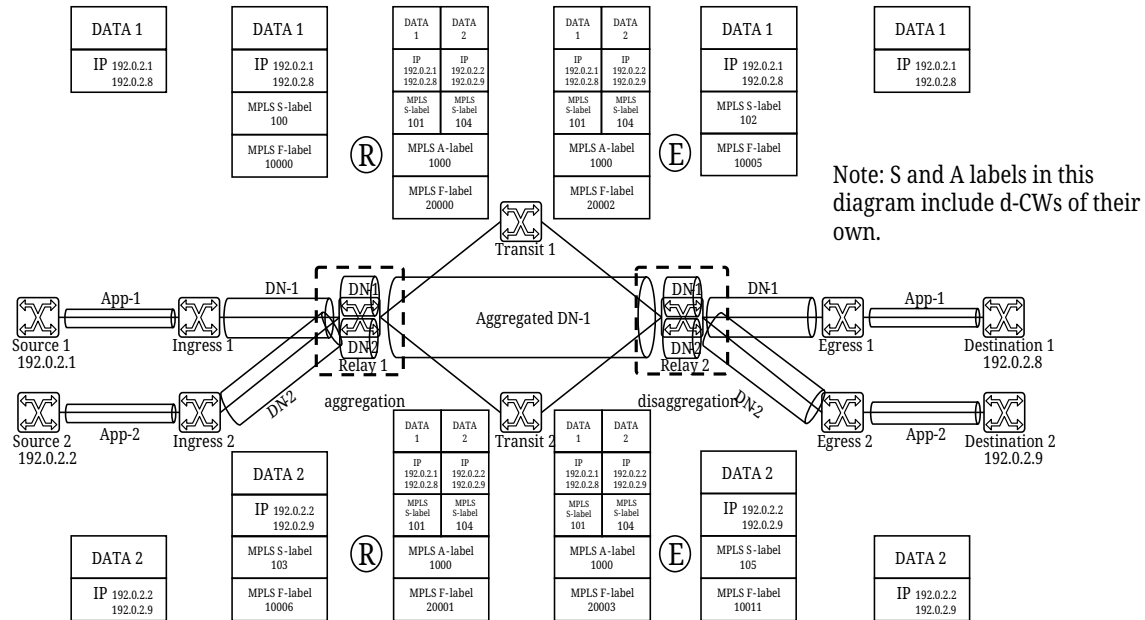 DATA 1
IP 192.0.2.1
192.0.2.8
DATA 1
IP 192.0.2.1
192.0.2.8
MPLS S-label
100
MPLS F-label
10000
R
DATA
1
DATA
2
IP
192.0.2.1
192.0.2.8
IP
192.0.2.2
192.0.2.9
MPLS
S-label
101
MPLS
S-label
104
MPLS A-label
1000
MPLS F-label
20000
DATA
1
DATA
2
IP
192.0.2.1
192.0.2.8
IP
192.0.2.2
192.0.2.9
MPLS
S-label
101
MPLS
S-label
104
MPLS A-label
1000
MPLS F-label
20002
E
DATA 1
IP 192.0.2.1
192.0.2.8
MPLS S-label
102
MPLS F-label
10005
DATA 1
IP 192.0.2.1
192.0.2.8
Note: S and A labels in this
diagram include d-CWs of their
own.
Transit 1
App-1
DN-1
DN-1
Aggregated DN-1
DN-1
DN-1
App-1
Source 1
192.0.2.1
Ingress 1
DN-2
Relay 1
DN-2
Relay 2
Egress 1
Destination 1
192.0.2.8
DN-2
aggregation
disaggregation
DN-2
App-2
App-2
Source 2
192.0.2.2
Ingress 2
Transit 2
Egress 2
Destination 2
192.0.2.9
DATA 2
IP 192.0.2.2
192.0.2.9
DATA 2
IP 192.0.2.2
192.0.2.9
MPLS S-label
103
MPLS F-label
10006
R
DATA
1
DATA
2
IP
192.0.2.1
192.0.2.8
IP
192.0.2.2
192.0.2.9
MPLS
S-label
101
MPLS
S-label
104
MPLS A-label
1000
MPLS F-label
20001
DATA
1
DATA
2
IP
192.0.2.1
192.0.2.8
IP
192.0.2.2
192.0.2.9
MPLS
S-label
101
MPLS
S-label
104
MPLS A-label
1000
MPLS F-label
20003
E
DATA 2
IP 192.0.2.2
192.0.2.9
MPLS S-label
105
MPLS F-label
10011
DATA 2
IP 192.0.2.2
192.0.2.9